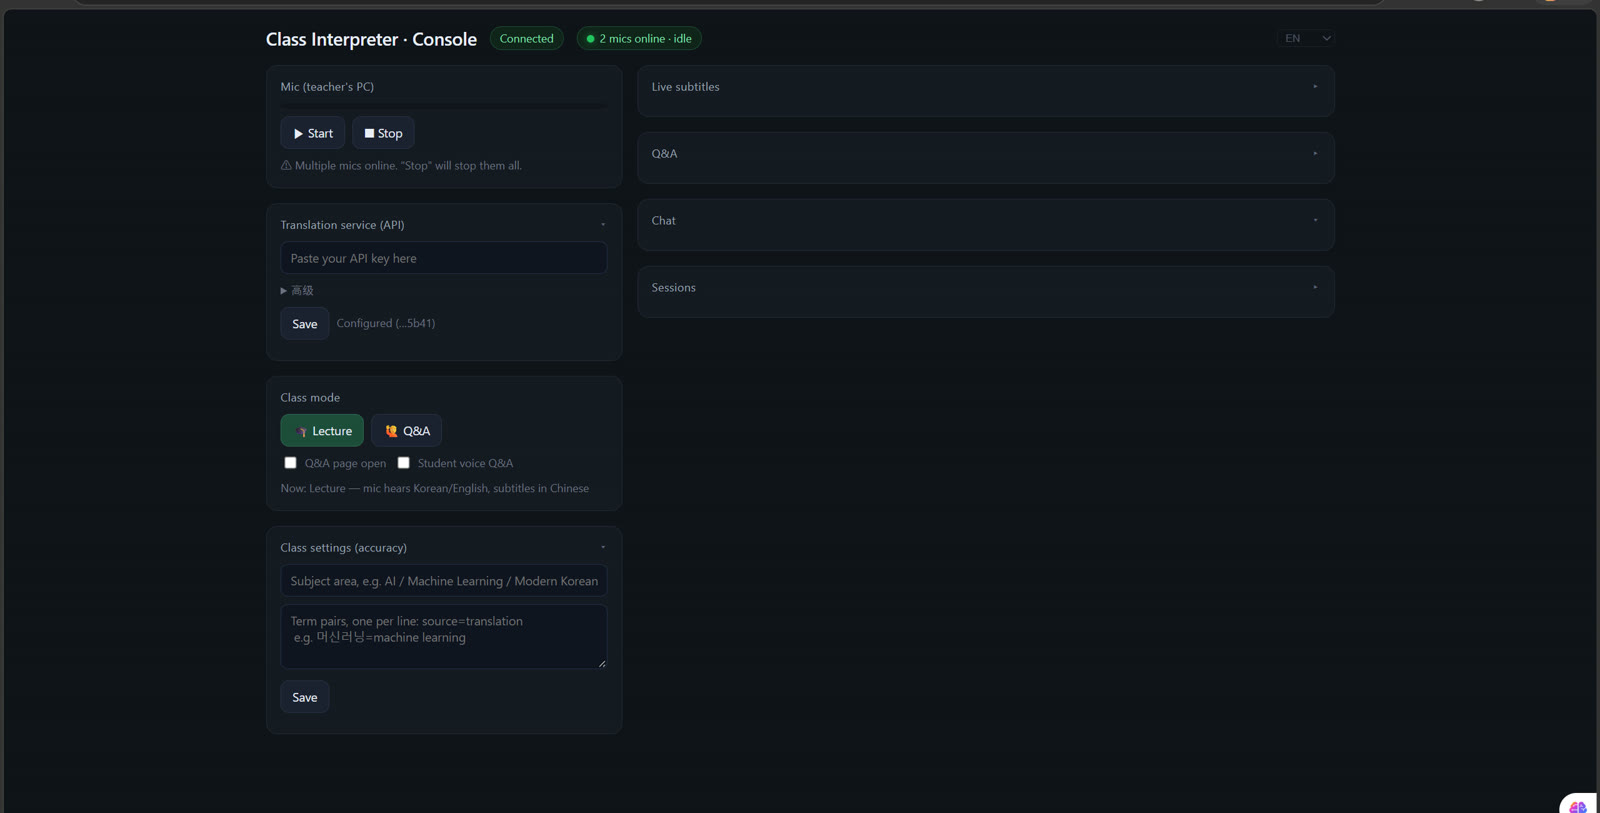 Class Interpreter · Console
Connected
2 mics online · idle
EN
Mic (teacher's PC)
▶ Start
■ Stop
⚠ Multiple mics online. "Stop" will stop them all.
Translation service (API)
Paste your API key here
▶ 高级
Save
Configured (...5b41)
Class mode
Lecture
Q&A
Q&A page open
Student voice Q&A
Now: Lecture — mic hears Korean/English, subtitles in Chinese
Class settings (accuracy)
Subject area, e.g. AI / Machine Learning / Modern Korean
Term pairs, one per line: source=translation
e.g. 머신러닝=machine learning
Save
Live subtitles
Q&A
Chat
Sessions